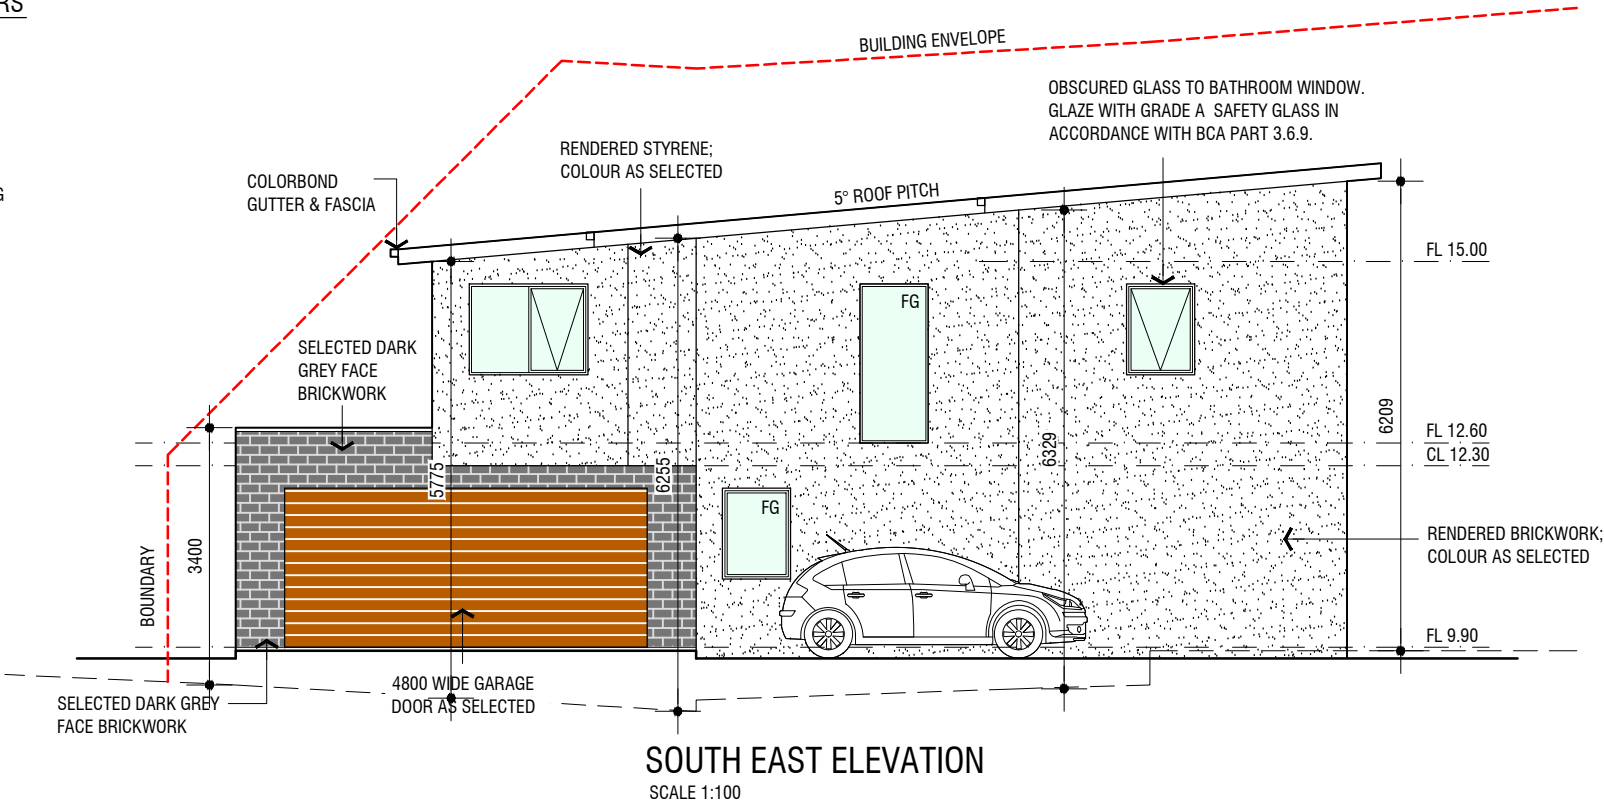 RS
BUILDING ENVELOPE
OBSCURED GLASS TO BATHROOM WINDOW.
GLAZE WITH GRADE A SAFETY GLASS IN
ACCORDANCE WITH BCA PART 3.6.9.
RENDERED STYRENE;
COLOUR AS SELECTED
COLORBOND
GUTTER & FASCIA
G
5° ROOF PITCH
FL 15.00
FG
SELECTED DARK
GREY FACE
BRICKWORK
6209
FL 12.60
CL 12.30
5775
6255
6329
FG
3400
BOUNDARY
RENDERED BRICKWORK;
COLOUR AS SELECTED
FL 9.90
4800 WIDE GARAGE
DOOR AS SELECTED
SELECTED DARK GREY
FACE BRICKWORK
SOUTH EAST ELEVATION
SCALE 1:100